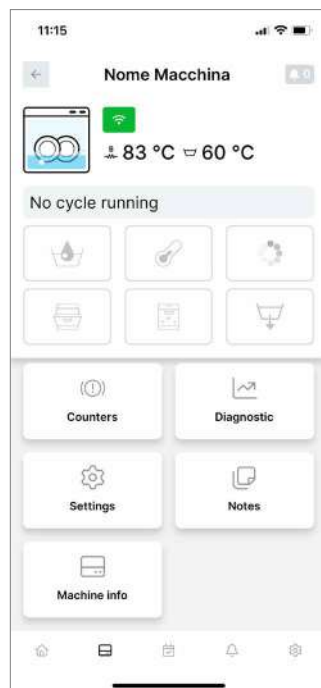 11:15
Nome Macchina
0
83 °C 60 °C
No cycle running
Counters Diagnostic
Settings Notes
Machine info